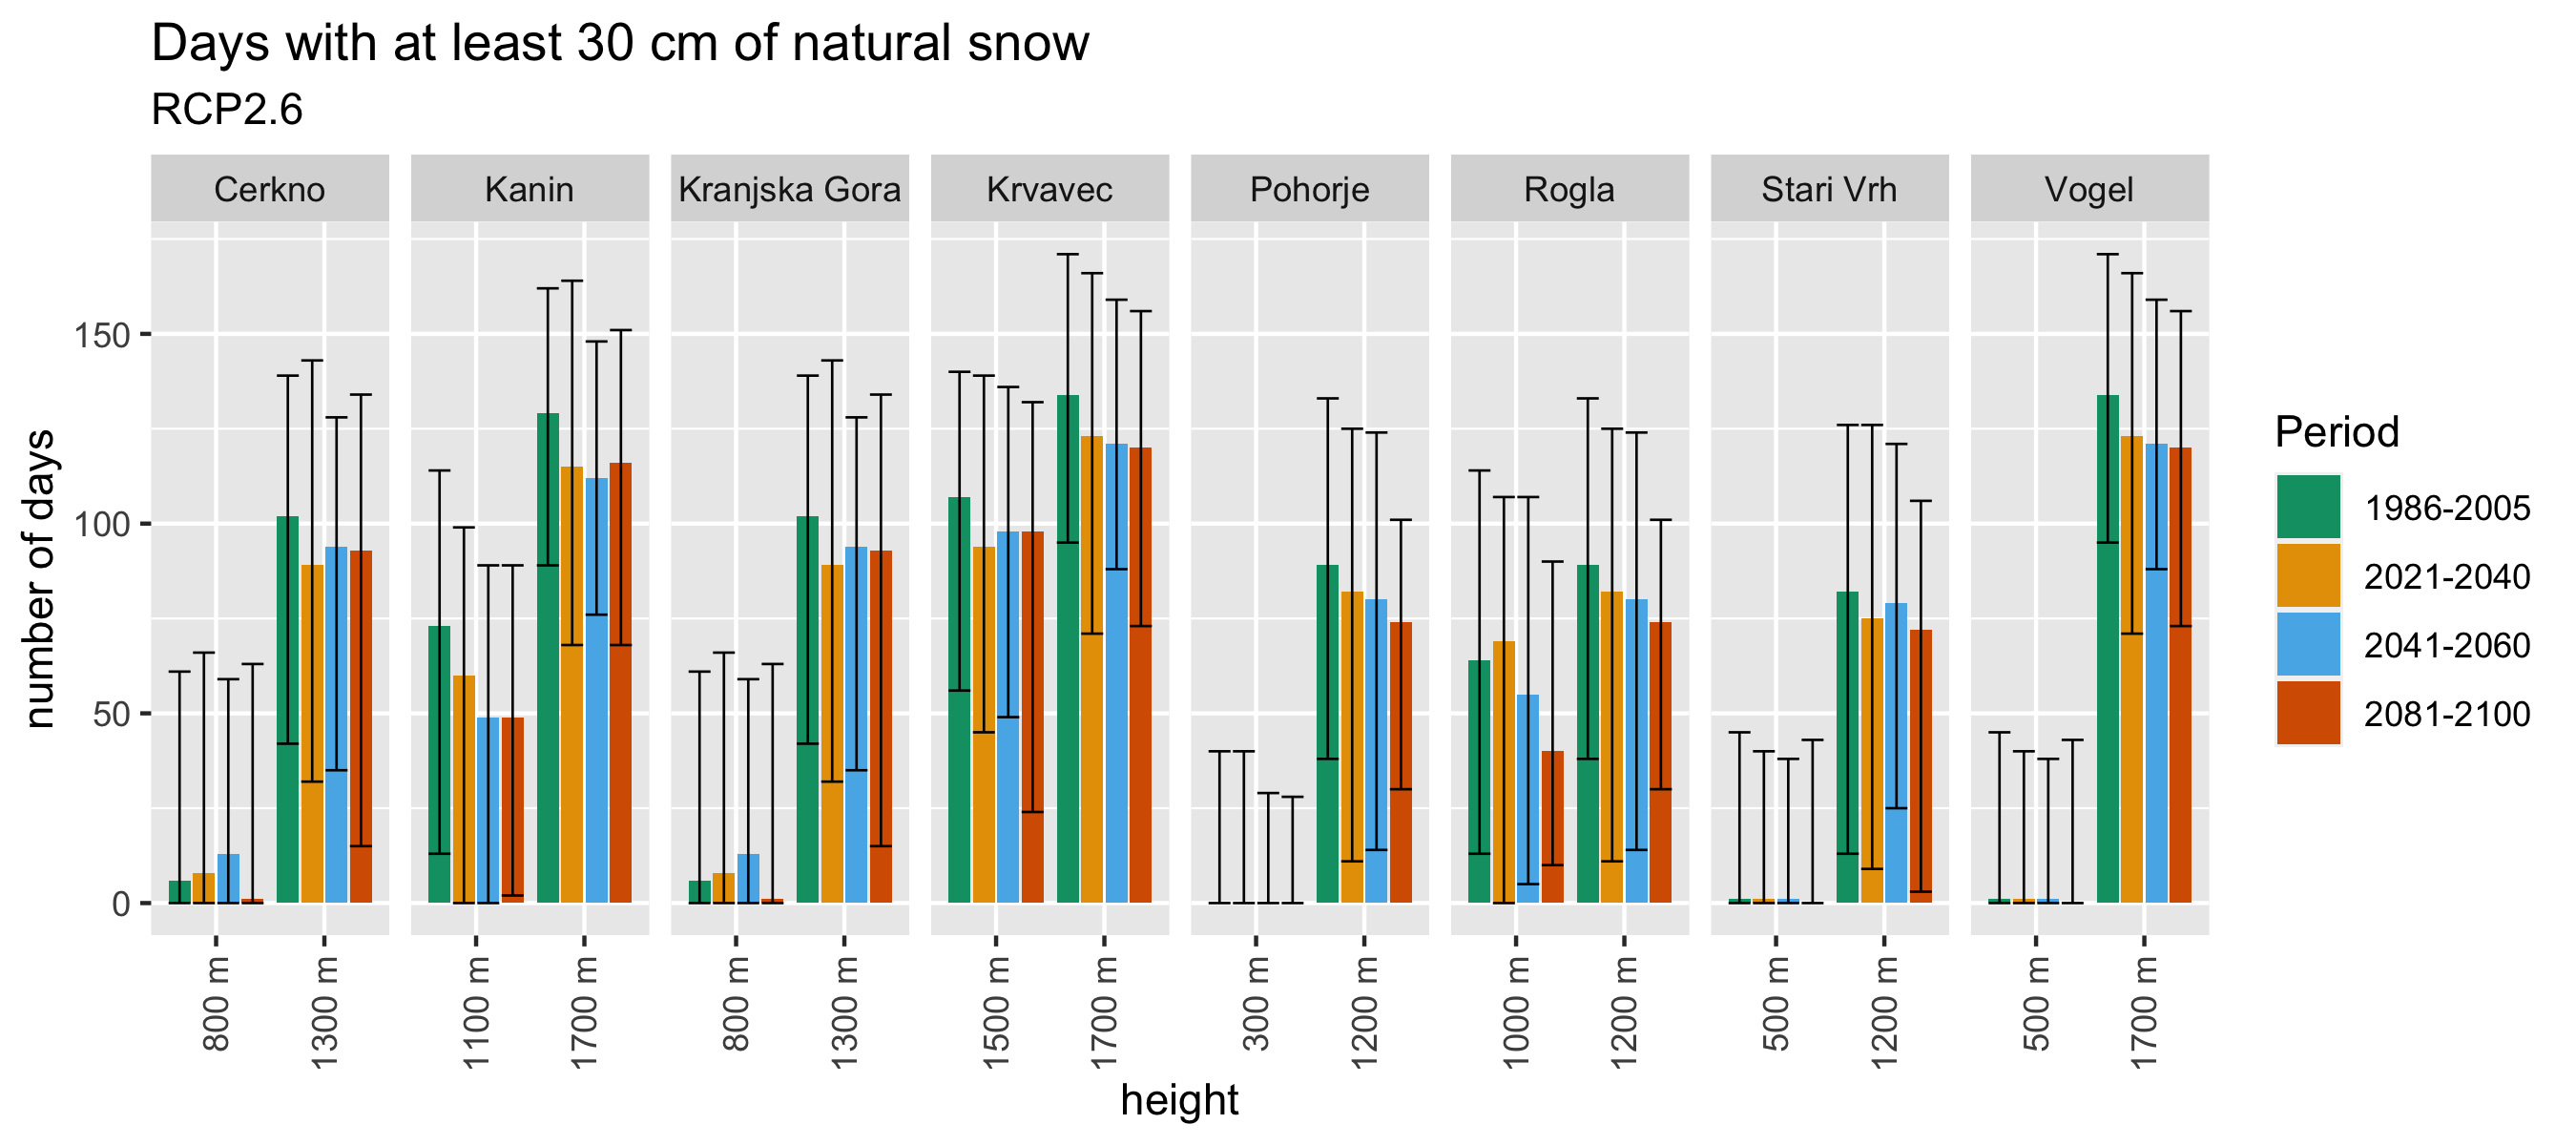 Days with at least 30 cm of natural snow
RCP2.6
Cerkno Kanin Kranjska Gora Krvavec Pohorje Rogla Stari Vrh Vogel
150
100
50
0
number of days
800 m 1300 m 1100 m 1700 m 800 m 1300 m 1500 m 1700 m 300 m 1200 m 1000 m 1200 m 500 m 1200 m 500 m 1700 m
height
Period
1986-2005
2021-2040
2041-2060
2081-2100